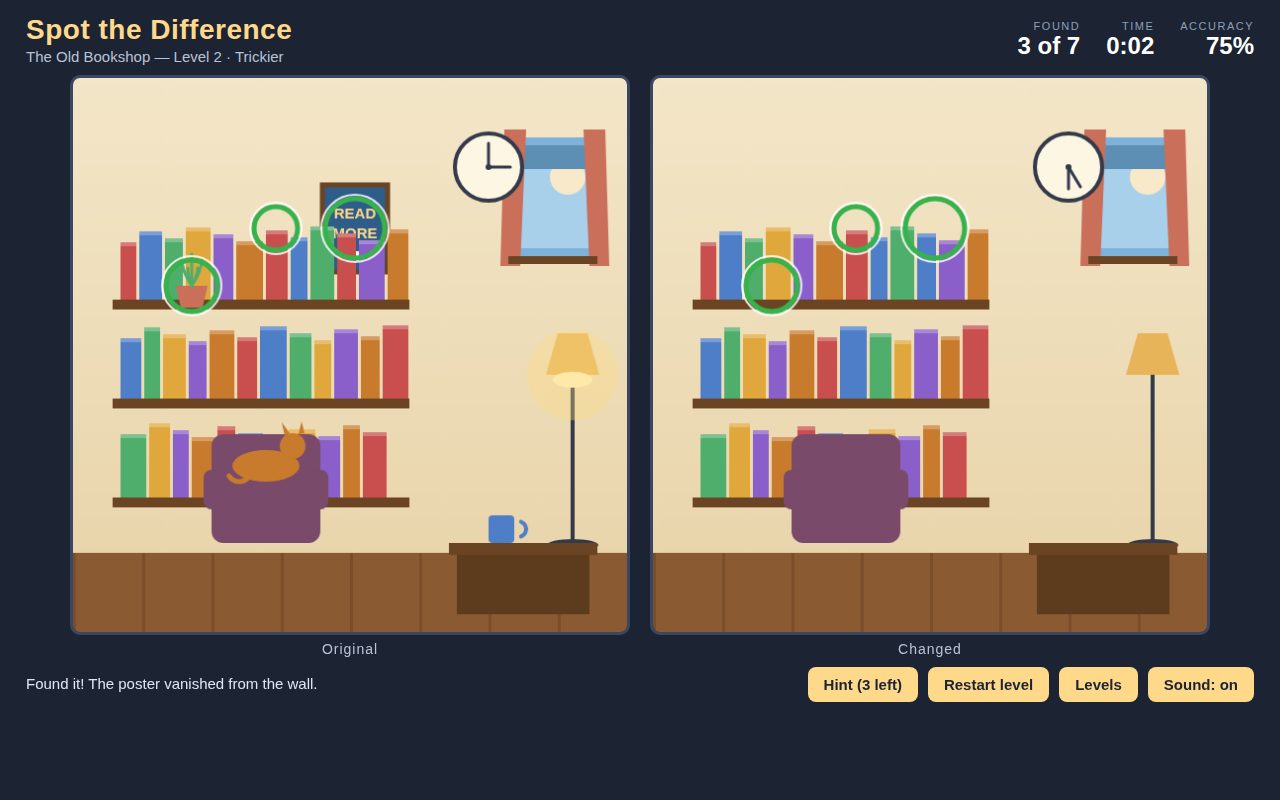 Spot the Difference
The Old Bookshop — Level 2 · Trickier
FOUND
3 of 7
TIME
0:02
ACCURACY
75%
READ
MORE
Original
Changed
Found it! The poster vanished from the wall.
Hint (3 left)
Restart level
Levels
Sound: on